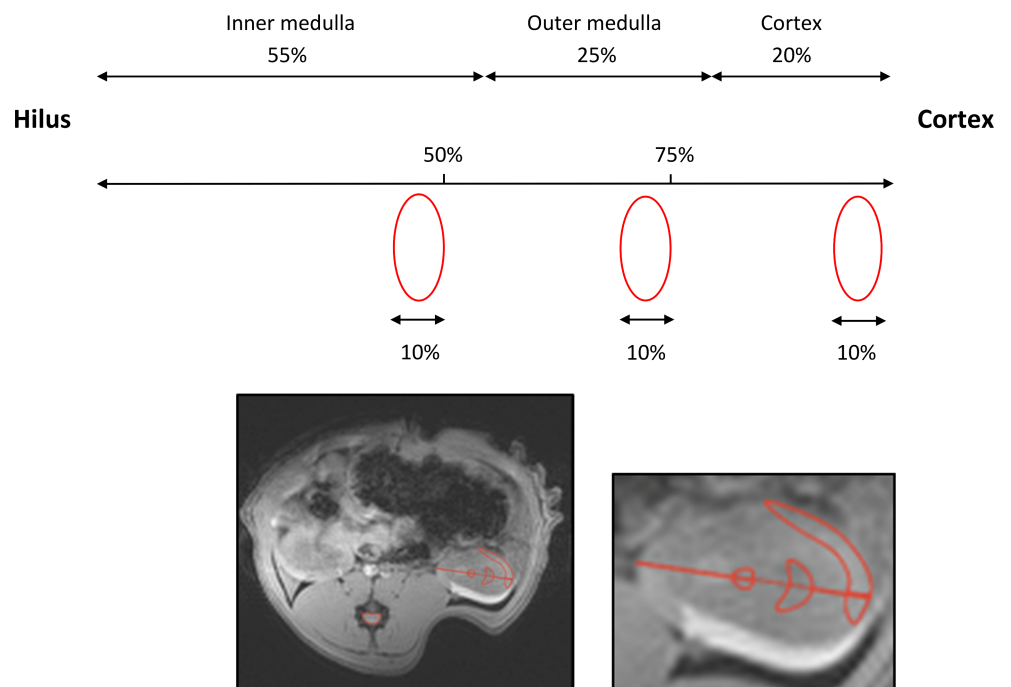 Inner medulla
Outer medulla
Cortex
55%
25%
20%
Hilus
Cortex
50%
75%
10%
10%
10%